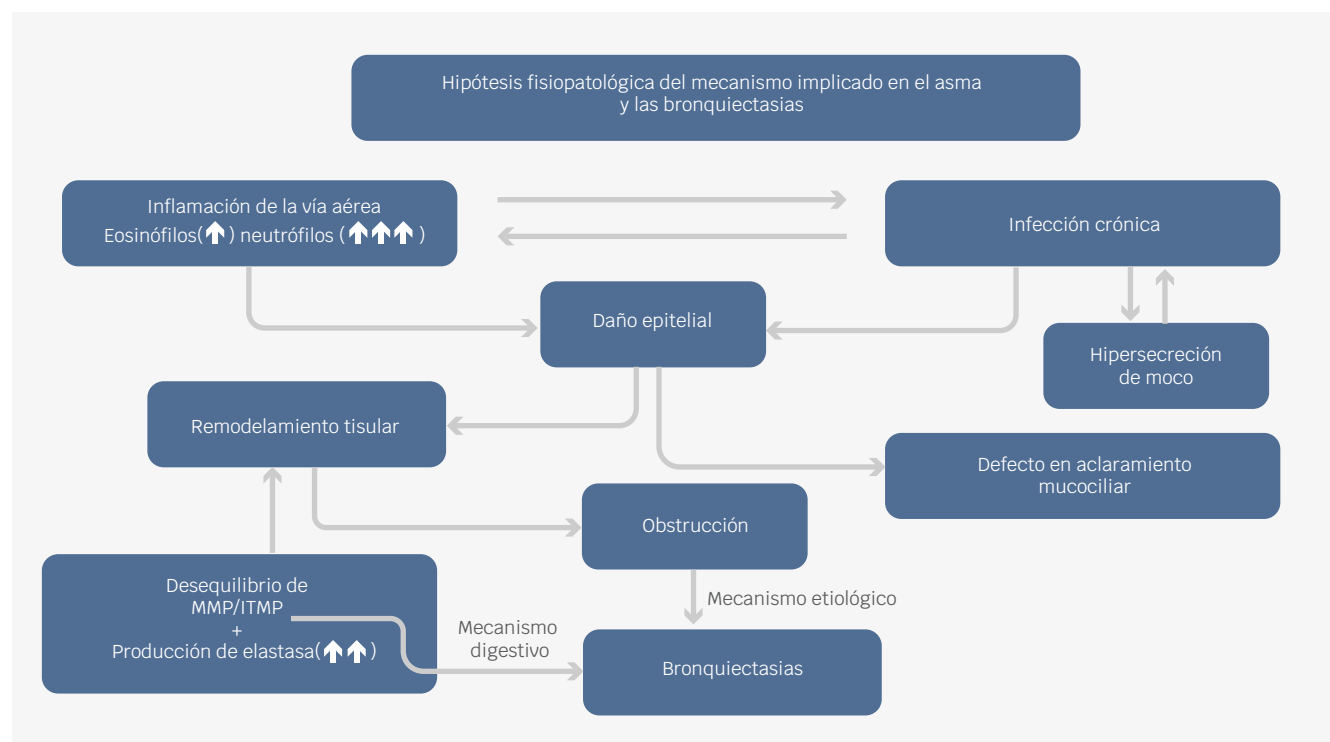 Hipótesis fisiopatológica del mecanismo implicado en el asma
y las bronquiectasias
Inflamación de la vía aérea
Eosinófilos(⬆) neutrófilos (⬆⬆⬆)
Infección crónica
Daño epitelial
Hipersecreción
de moco
Remodelamiento tisular
Defecto en aclaramiento
mucociliar
Obstrucción
Desequilibrio de
MMP/ITMP
+
Producción de elastasa(⬆⬆)
Mecanismo etiológico
Mecanismo
digestivo
Bronquiectasias